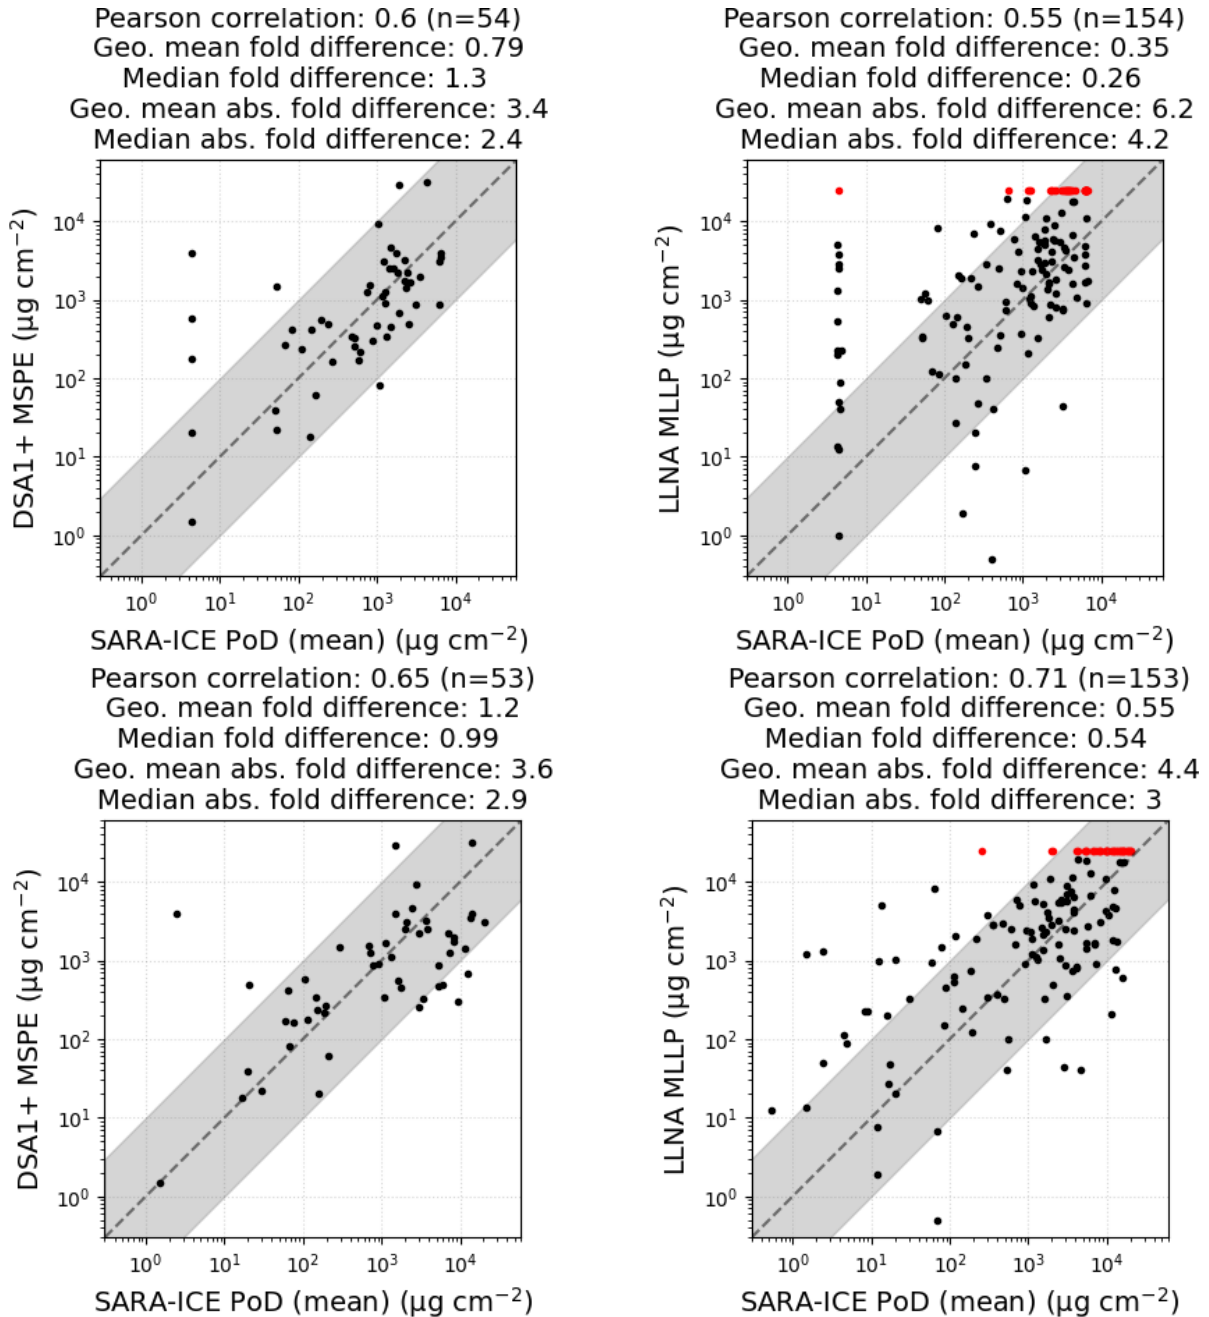 Pearson correlation: 0.6 (n=54)
Geo. mean fold difference: 0.79
Median fold difference: 1.3
Geo. mean abs. fold difference: 3.4
Median abs. fold difference: 2.4
DSA1+ MSPE (µg cm⁻²)
10⁴
10³
10²
10¹
10⁰
10⁰ 10¹ 10² 10³ 10⁴
SARA-ICE PoD (mean) (µg cm⁻²)
Pearson correlation: 0.55 (n=154)
Geo. mean fold difference: 0.35
Median fold difference: 0.26
Geo. mean abs. fold difference: 6.2
Median abs. fold difference: 4.2
LLNA MLLP (µg cm⁻²)
10⁴
10³
10²
10¹
10⁰
10⁰ 10¹ 10² 10³ 10⁴
SARA-ICE PoD (mean) (µg cm⁻²)
Pearson correlation: 0.65 (n=53)
Geo. mean fold difference: 1.2
Median fold difference: 0.99
Geo. mean abs. fold difference: 3.6
Median abs. fold difference: 2.9
DSA1+ MSPE (µg cm⁻²)
10⁴
10³
10²
10¹
10⁰
10⁰ 10¹ 10² 10³ 10⁴
SARA-ICE PoD (mean) (µg cm⁻²)
Pearson correlation: 0.71 (n=153)
Geo. mean fold difference: 0.55
Median fold difference: 0.54
Geo. mean abs. fold difference: 4.4
Median abs. fold difference: 3
LLNA MLLP (µg cm⁻²)
10⁴
10³
10²
10¹
10⁰
10⁰ 10¹ 10² 10³ 10⁴
SARA-ICE PoD (mean) (µg cm⁻²)